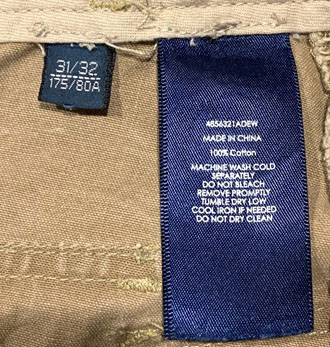 31/32
175/80A
4856321ADEW
MADE IN CHINA
100% Cotton
MACHINE WASH COLD
SEPARATELY
DO NOT BLEACH
REMOVE PROMPTLY
TUMBLE DRY LOW
COOL IRON IF NEEDED
DO NOT DRY CLEAN